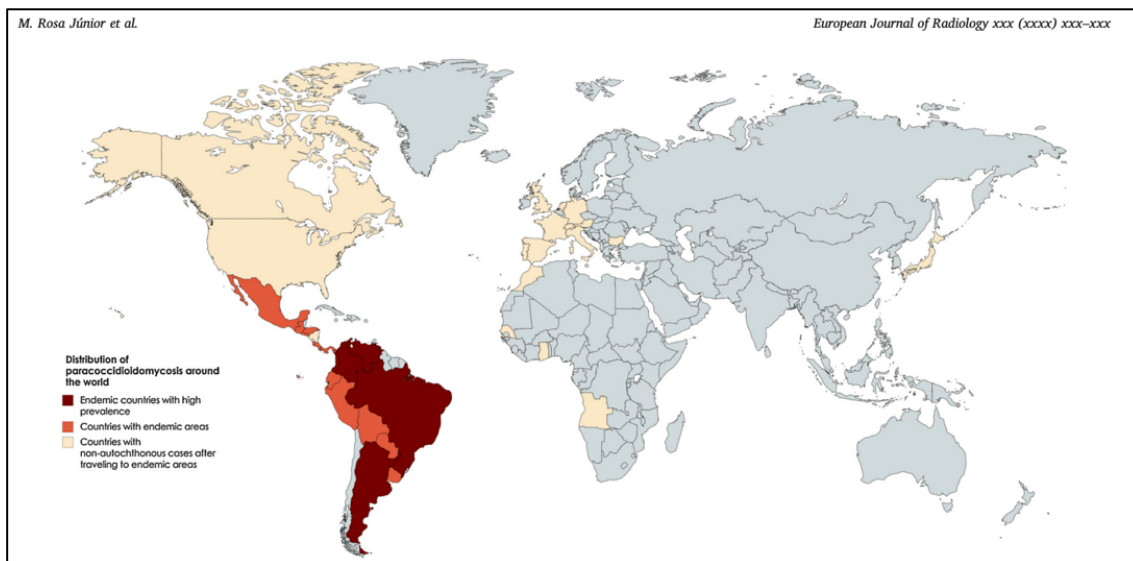 M. Rosa Júnior et al.
European Journal of Radiology xxx (xxxx) xxx–xxx
Distribution of
paracoccidioidomycosis around
the world
Endemic countries with high
prevalence
Countries with endemic areas
Countries with
non-autochthonous cases after
traveling to endemic areas